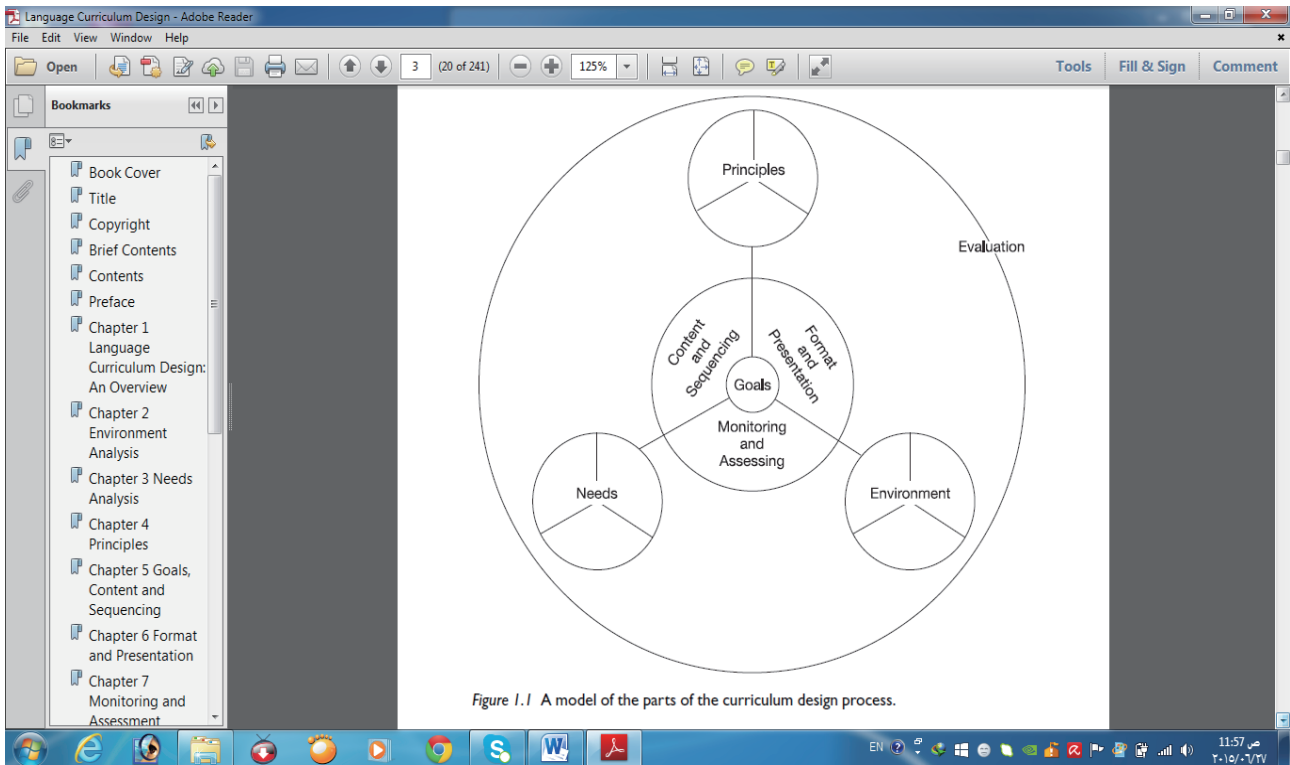 Language Curriculum Design - Adobe Reader
File Edit View Window Help
Open
3 (20 of 241)
125%
Tools Fill & Sign Comment
Bookmarks
Book Cover
Title
Copyright
Brief Contents
Contents
Preface
Chapter 1
Language
Curriculum Design:
An Overview
Chapter 2
Environment
Analysis
Chapter 3 Needs
Analysis
Chapter 4
Principles
Chapter 5 Goals,
Content and
Sequencing
Chapter 6 Format
and Presentation
Chapter 7
Monitoring and
Assessment
Principles
Evaluation
Content
and
Sequencing
Format
and
Presentation
Goals
Monitoring
and
Assessing
Needs
Environment
Figure 1.1 A model of the parts of the curriculum design process.
EN
11:57 ص
٢٠١٥/٠٦/٢٧